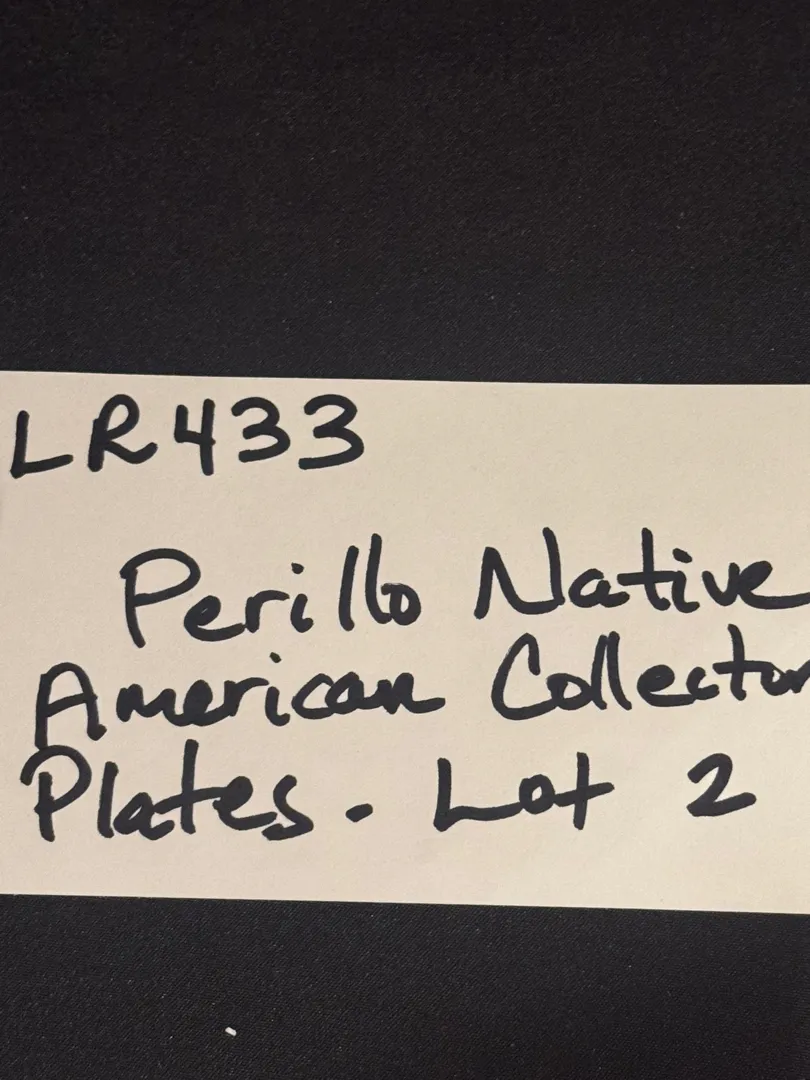 LR433
Perillo Native
American Collector
Plates. Lot 2